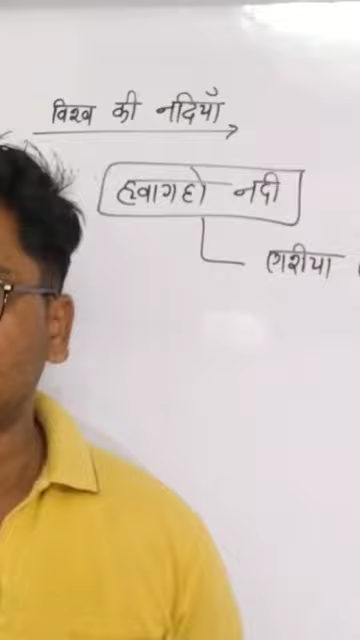 विश्व की नदियाँ
ह्वांगहो नदी
एशिया